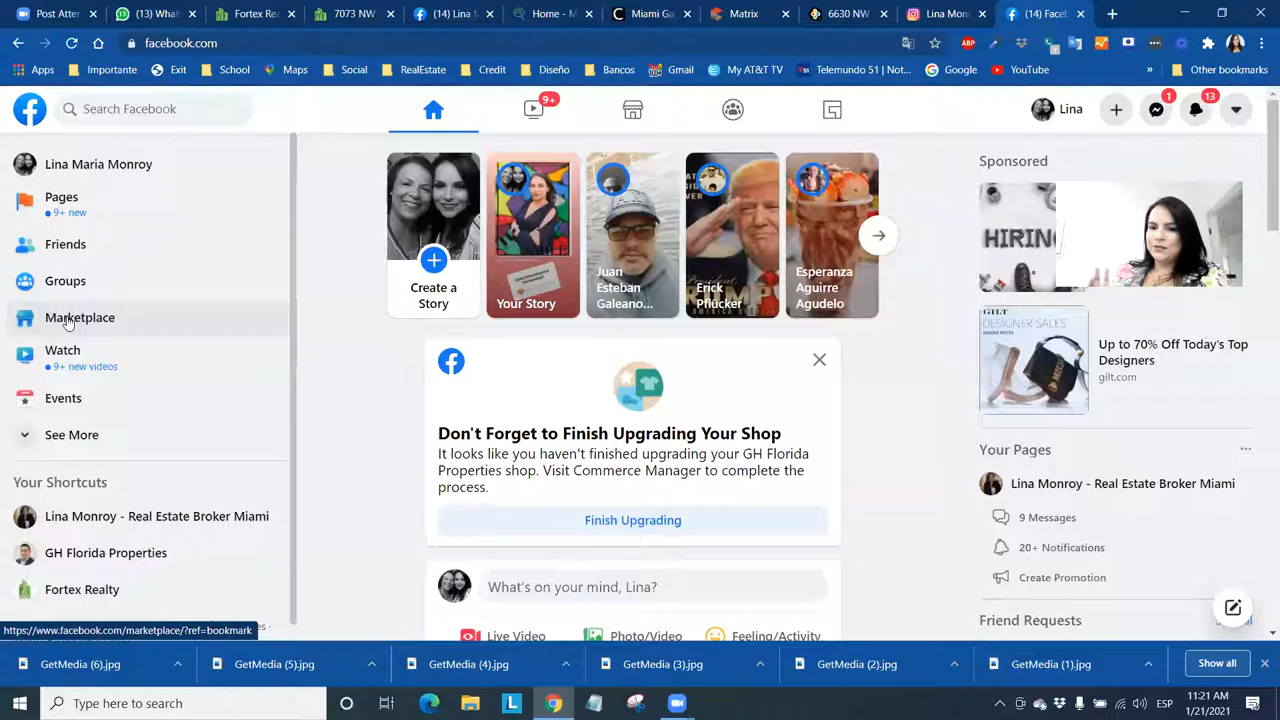 Post Atter
(13) What:
Fortex Re
7073 NW
(14) Lina M
Home - M
Miami Ga
Matrix
6630 NW
Lina Mon
(14) Face
facebook.com
Apps
Importante
Exit
School
Maps
Social
RealEstate
Credit
Diseño
Bancos
Gmail
My AT&T TV
Telemundo 51 | Not...
Google
YouTube
»
Other bookmarks
Search Facebook
9+
Lina
1
13
Lina Maria Monroy
Pages
9+ new
Friends
Groups
Marketplace
Watch
9+ new videos
Events
See More
Your Shortcuts
Lina Monroy - Real Estate Broker Miami
GH Florida Properties
Fortex Realty
https://www.facebook.com/marketplace/?ref=bookmark
Create a
Story
Your Story
Juan
Esteban
Galeano...
Erick
Pflücker
Esperanza
Aguirre
Agudelo
Don't Forget to Finish Upgrading Your Shop
It looks like you haven't finished upgrading your GH Florida
Properties shop. Visit Commerce Manager to complete the
process.
Finish Upgrading
What's on your mind, Lina?
Live Video
Photo/Video
Feeling/Activity
Sponsored
HIRING
GILT
DESIGNER SALES
Up to 70% Off Today's Top
Designers
gilt.com
Your Pages
Lina Monroy - Real Estate Broker Miami
9 Messages
20+ Notifications
Create Promotion
Friend Requests
GetMedia (6).jpg
GetMedia (5).jpg
GetMedia (4).jpg
GetMedia (3).jpg
GetMedia (2).jpg
GetMedia (1).jpg
Show all
Type here to search
ESP
11:21 AM
1/21/2021